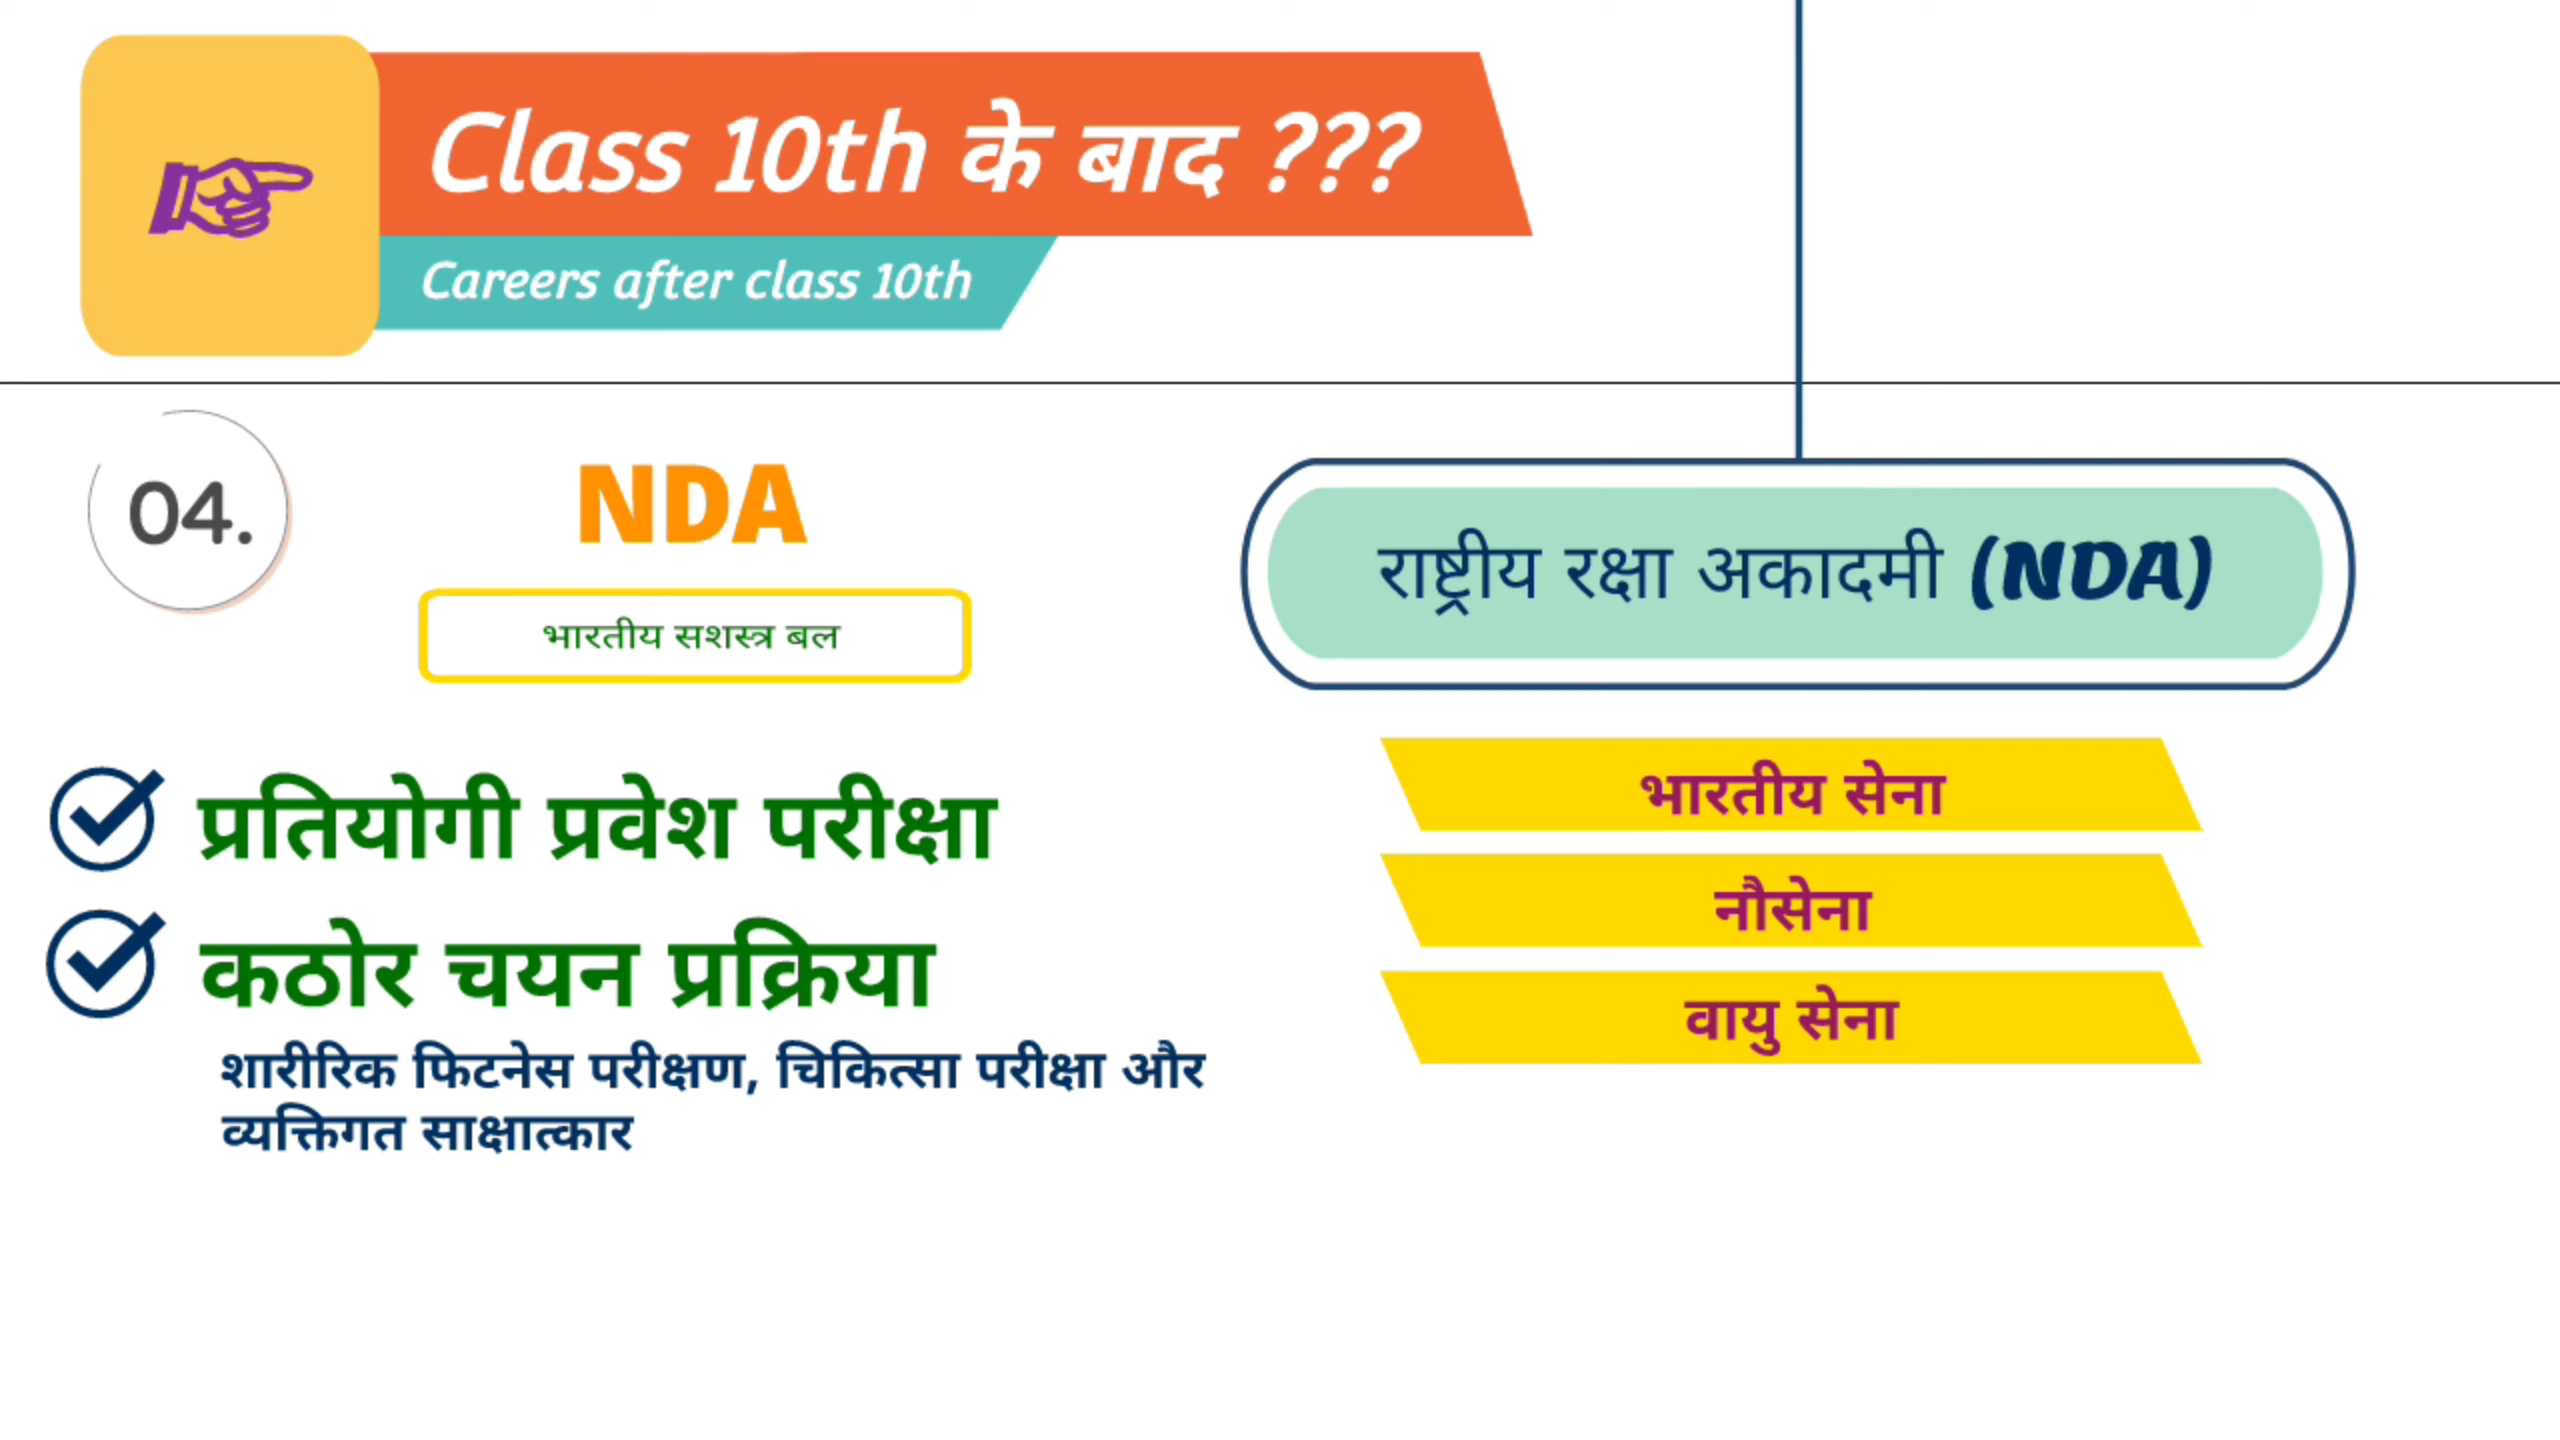 Class 10th के बाद ???
Careers after class 10th
04.
NDA
भारतीय सशस्त्र बल
प्रतियोगी प्रवेश परीक्षा
कठोर चयन प्रक्रिया
शारीरिक फिटनेस परीक्षण, चिकित्सा परीक्षा और
व्यक्तिगत साक्षात्कार
राष्ट्रीय रक्षा अकादमी (NDA)
भारतीय सेना
नौसेना
वायु सेना